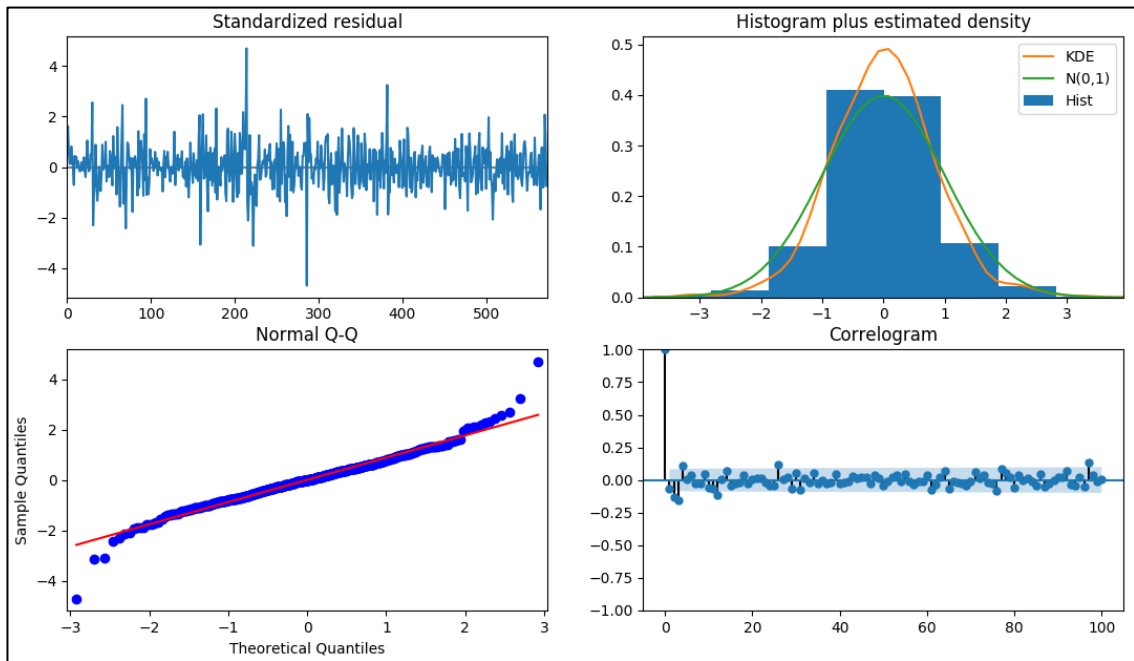 Standardized residual
4
2
0
−2
−4
0 100 200 300 400 500
Histogram plus estimated density
0.5
0.4
0.3
0.2
0.1
0.0
−3 −2 −1 0 1 2 3
KDE
N(0,1)
Hist
Normal Q-Q
Sample Quantiles
4
2
0
−2
−4
−3 −2 −1 0 1 2 3
Theoretical Quantiles
Correlogram
1.00
0.75
0.50
0.25
0.00
−0.25
−0.50
−0.75
−1.00
0 20 40 60 80 100